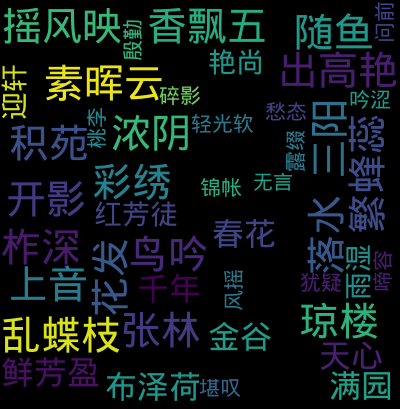 摇风映
殷勤
香飘五
随鱼
问前
艳尚
出高艳
迎轩
素晖云
碎影
吟涩
愁态
轻光软
桃李
浓阴
积苑
三阳
蜂蕊
露缀
彩绣
锦帐
无言
开影
红芳徒
繁
春花
落水
柞深
花发
鸟吟
雨湿
啼容
上音
千年
风摇
犹疑
乱蝶枝
张林
金谷
琼楼
天心
鲜芳盈
布泽荷
堪叹
满园